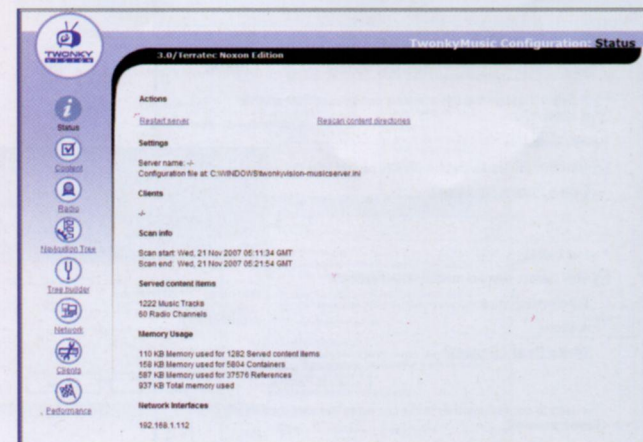 TWONKY
TwonkyMusic Configuration: Status
3.0/Terratec Noxon Edition
Actions
Restart server Rescan content directories
Settings
Server name: -/-
Configuration file at: C:\WINDOWS\twonkyvision-musicserver.ini
Clients
-/-
Scan info
Scan start: Wed, 21 Nov 2007 05:11:34 GMT
Scan end: Wed, 21 Nov 2007 05:21:54 GMT
Served content items
1222 Music Tracks
60 Radio Channels
Memory Usage
110 KB Memory used for 1282 Served content items
158 KB Memory used for 5804 Containers
587 KB Memory used for 37576 References
937 KB Total memory used
Network Interfaces
192.168.1.112
Status
Content
Radio
Navigation Tree
Tree builder
Network
Clients
Performance